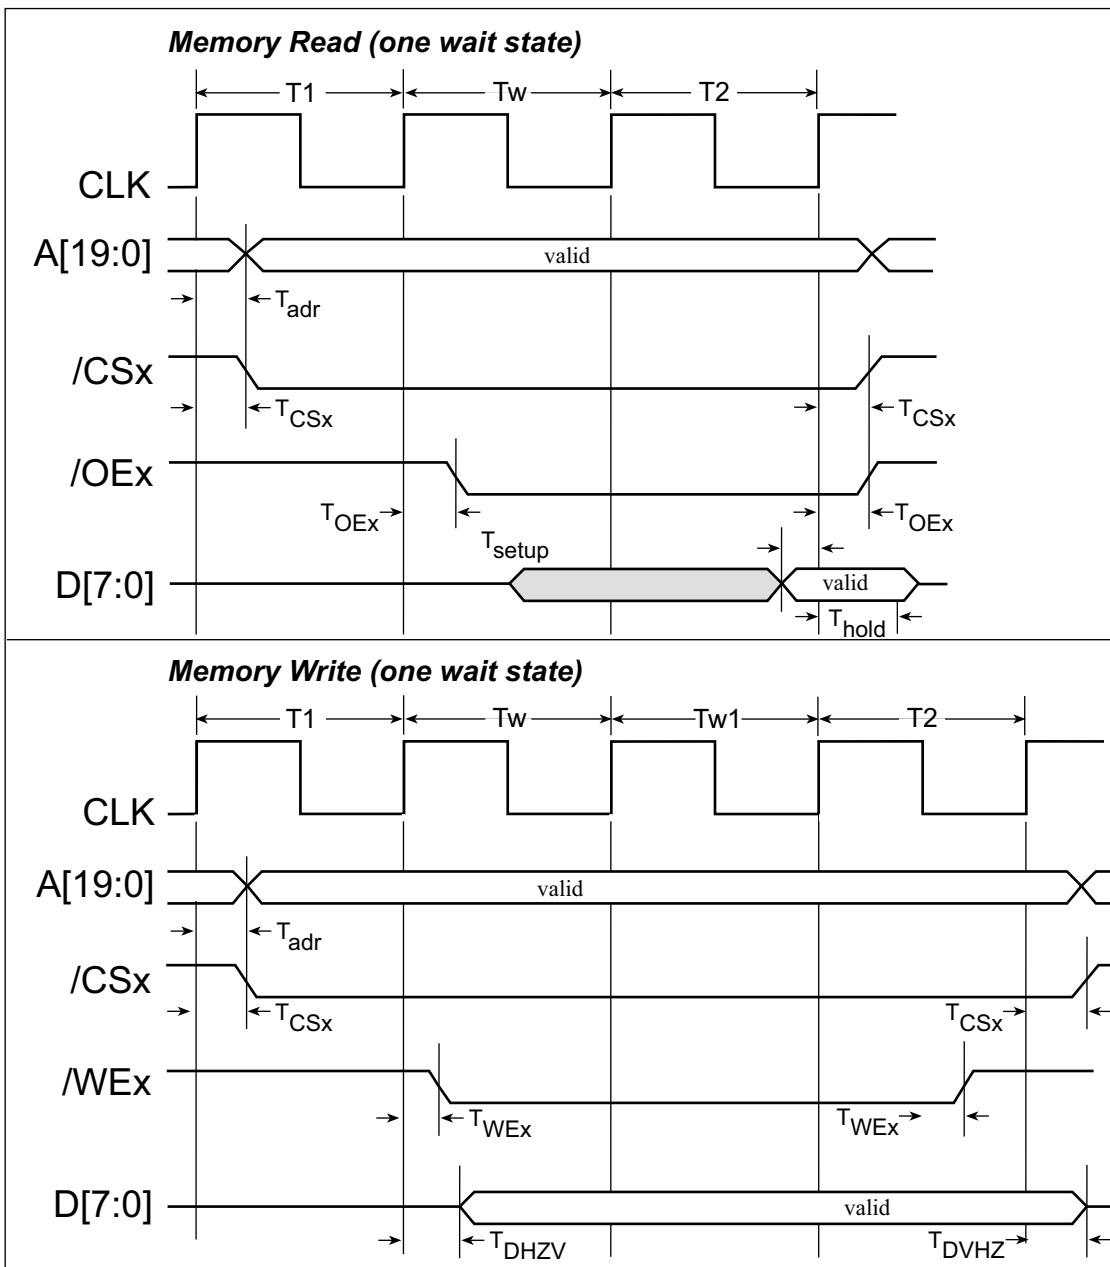 Memory Read (one wait state)
T1 Tw T2
CLK
A[19:0] valid
Tadr
/CSx
TCSx TCSx
/OEx
TOEx TOEx
Tsetup
D[7:0] valid
Thold
Memory Write (one wait state)
T1 Tw Tw1 T2
CLK
A[19:0] valid
Tadr
/CSx
TCSx TCSx
/WEx
TWEx TWEx
D[7:0] valid
TDHZV TDVHZ